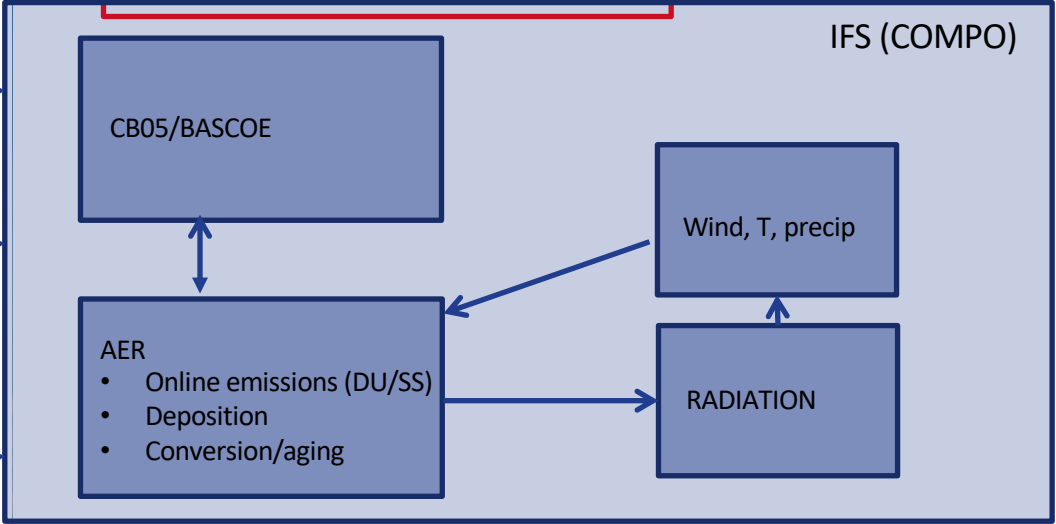 IFS (COMPO)
CB05/BASCOE
Wind, T, precip
AER
• Online emissions (DU/SS)
• Deposition
• Conversion/aging
RADIATION